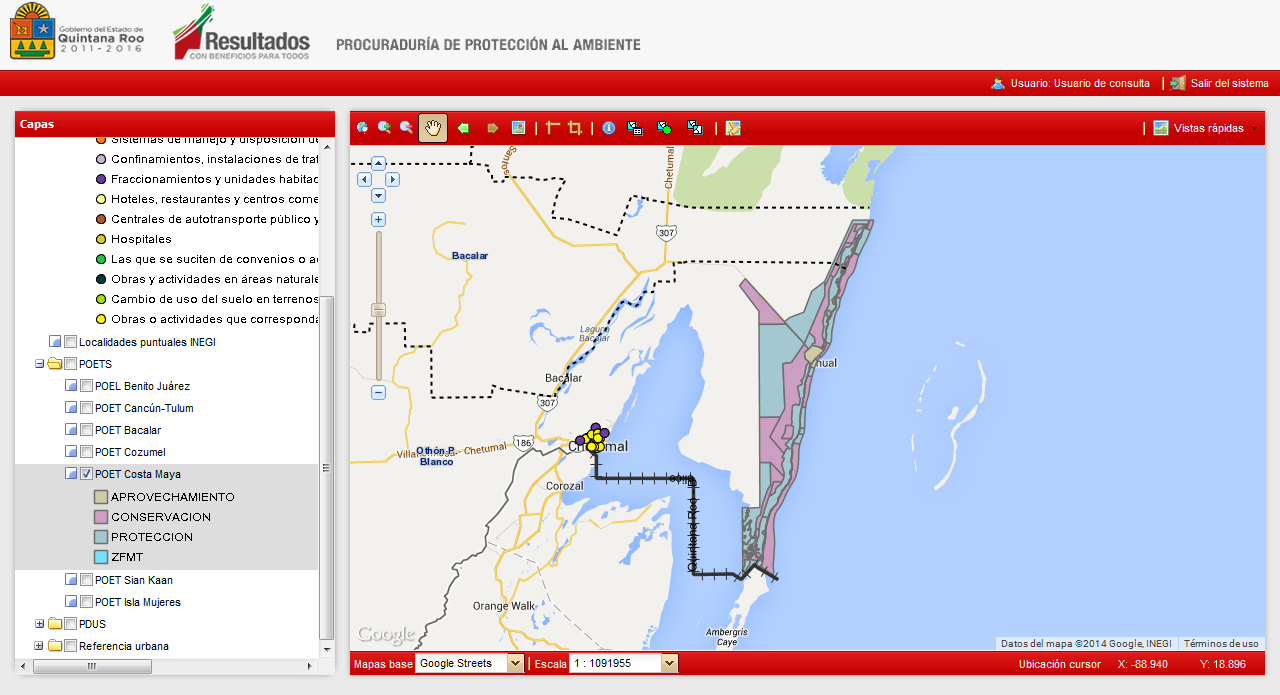 Gobierno del Estado de
Quintana Roo
2011-2016
Resultados
CON BENEFICIOS PARA TODOS
PROCURADURÍA DE PROTECCIÓN AL AMBIENTE
Usuario: Usuario de consulta | Salir del sistema
Capas
Sistemas de manejo y disposición de
Confinamientos, instalaciones de trat
Fraccionamientos y unidades habitac
Hoteles, restaurantes y centros come
Centrales de autotransporte público y
Hospitales
Las que se suciten de convenios o a
Obras y actividades en áreas naturale
Cambio de uso del suelo en terrenos
Obras o actividades que corresponda
Localidades puntuales INEGI
POETS
POEL Benito Juárez
POET Cancún-Tulum
POET Bacalar
POET Cozumel
POET Costa Maya
APROVECHAMIENTO
CONSERVACION
PROTECCION
ZFMT
POET Sian Kaan
POET Isla Mujeres
PDUS
Referencia urbana
| Vistas rápidas
Santos
Chetumal
307
Bacalar
Laguna
Bacalar
Bacalar
307
hual
186
Chetumal
Villa
Chetumal
Othón P.
Blanco
Corozal
Quintana Roo
Orange Walk
Ambergris
Caye
Google
Datos del mapa ©2014 Google, INEGI
Términos de uso
Mapas base Google Streets | Escala 1 : 1091955
Ubicación cursor X: -88.940 Y: 18.896